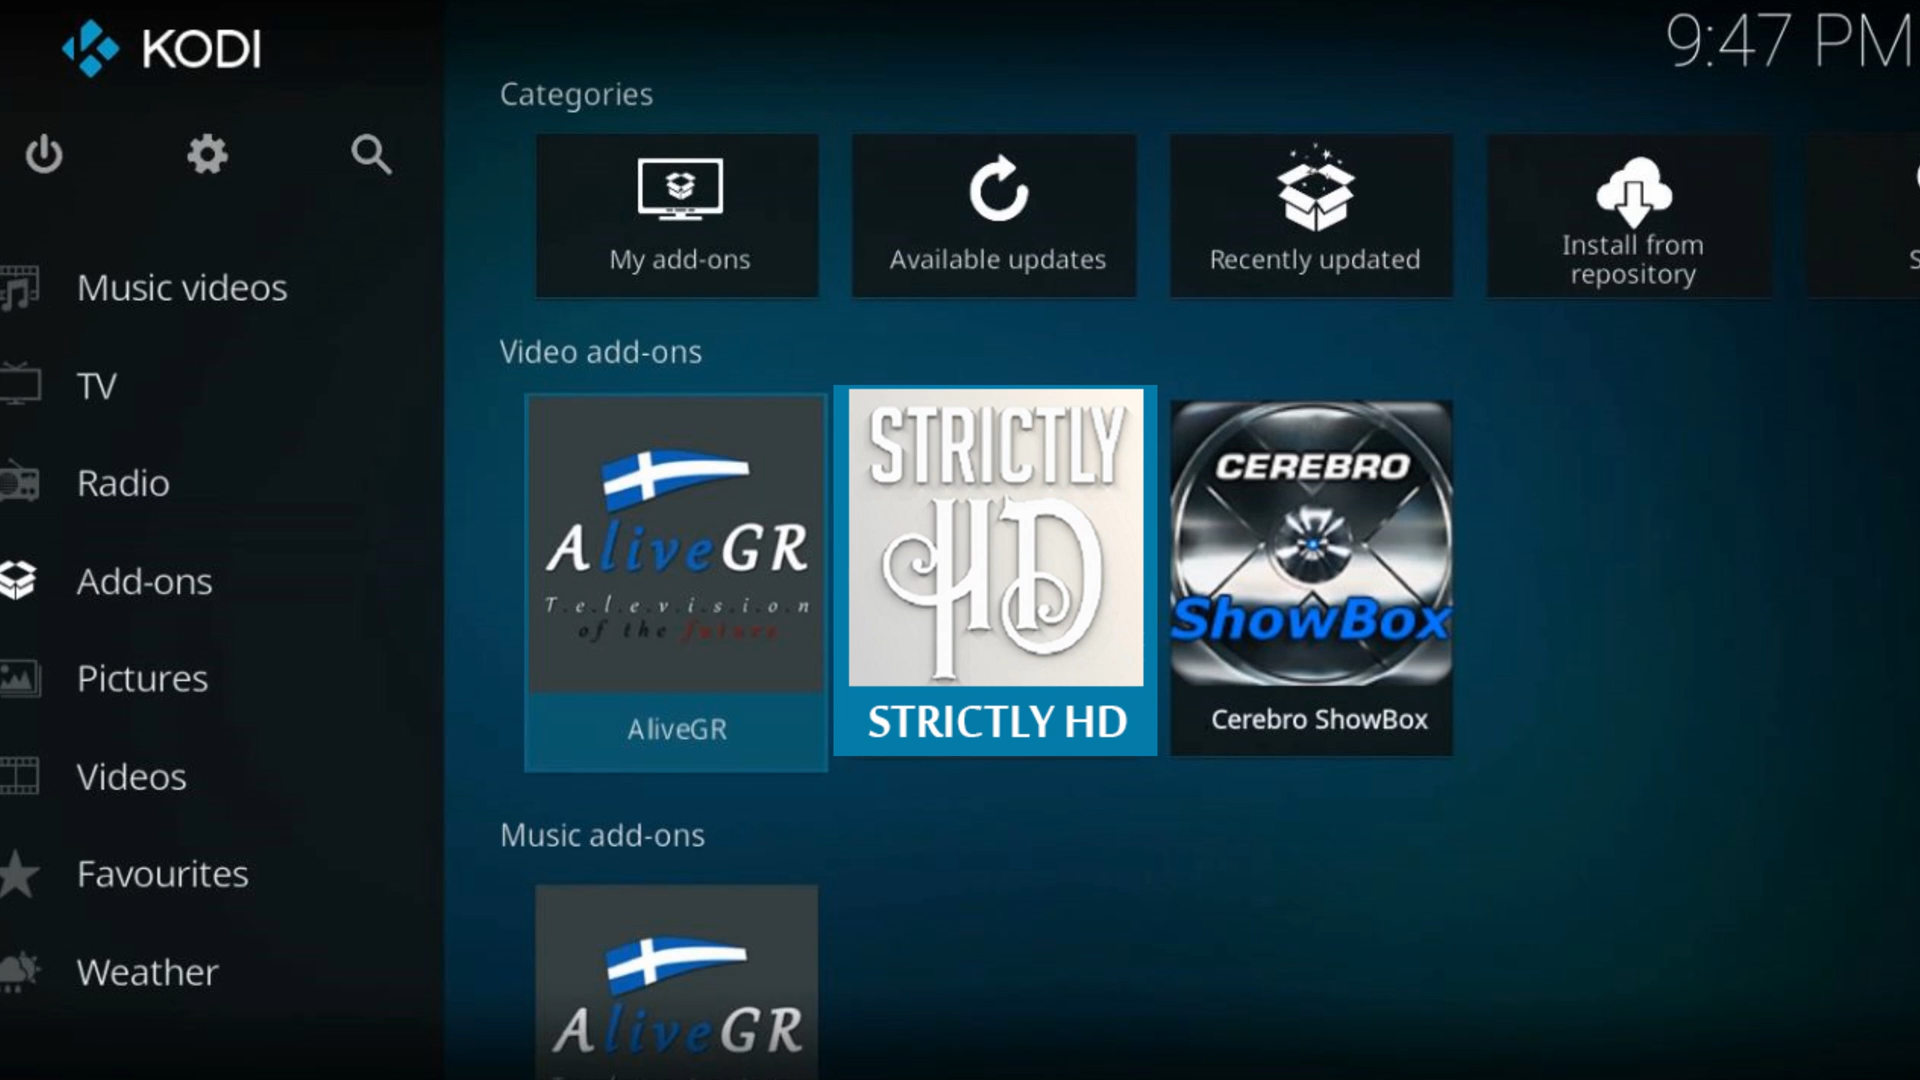 KODI
9:47 PM
Music videos
TV
Radio
Add-ons
Pictures
Videos
Favourites
Weather
Categories
My add-ons
Available updates
Recently updated
Install from
repository
S
Video add-ons
AliveGR
T.e.l.e.v.i.s.i.o.n
of the future
AliveGR
STRICTLY
HD
STRICTLY HD
CEREBRO
ShowBox
Cerebro ShowBox
Music add-ons
AliveGR